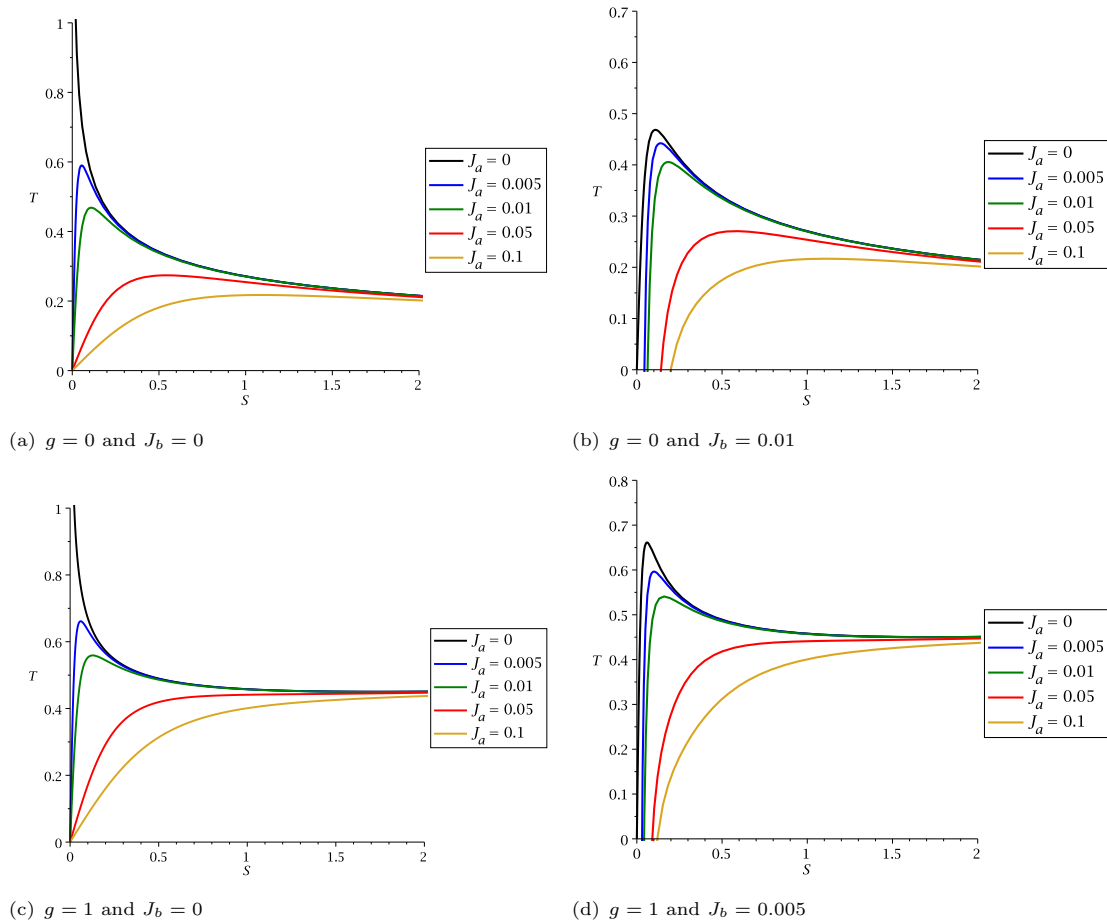 1
0.8
0.6
T
0.4
0.2
0
0
0.5
1
1.5
2
S
J_a = 0
J_a = 0.005
J_a = 0.01
J_a = 0.05
J_a = 0.1
(a) g = 0 and J_b = 0
0.7
0.6
0.5
0.4
T
0.3
0.2
0.1
0
0
0.5
1
1.5
2
S
J_a = 0
J_a = 0.005
J_a = 0.01
J_a = 0.05
J_a = 0.1
(b) g = 0 and J_b = 0.01
1
0.8
0.6
T
0.4
0.2
0
0
0.5
1
1.5
2
S
J_a = 0
J_a = 0.005
J_a = 0.01
J_a = 0.05
J_a = 0.1
(c) g = 1 and J_b = 0
0.8
0.7
0.6
0.5
T
0.4
0.3
0.2
0.1
0
0
0.5
1
1.5
2
S
J_a = 0
J_a = 0.005
J_a = 0.01
J_a = 0.05
J_a = 0.1
(d) g = 1 and J_b = 0.005